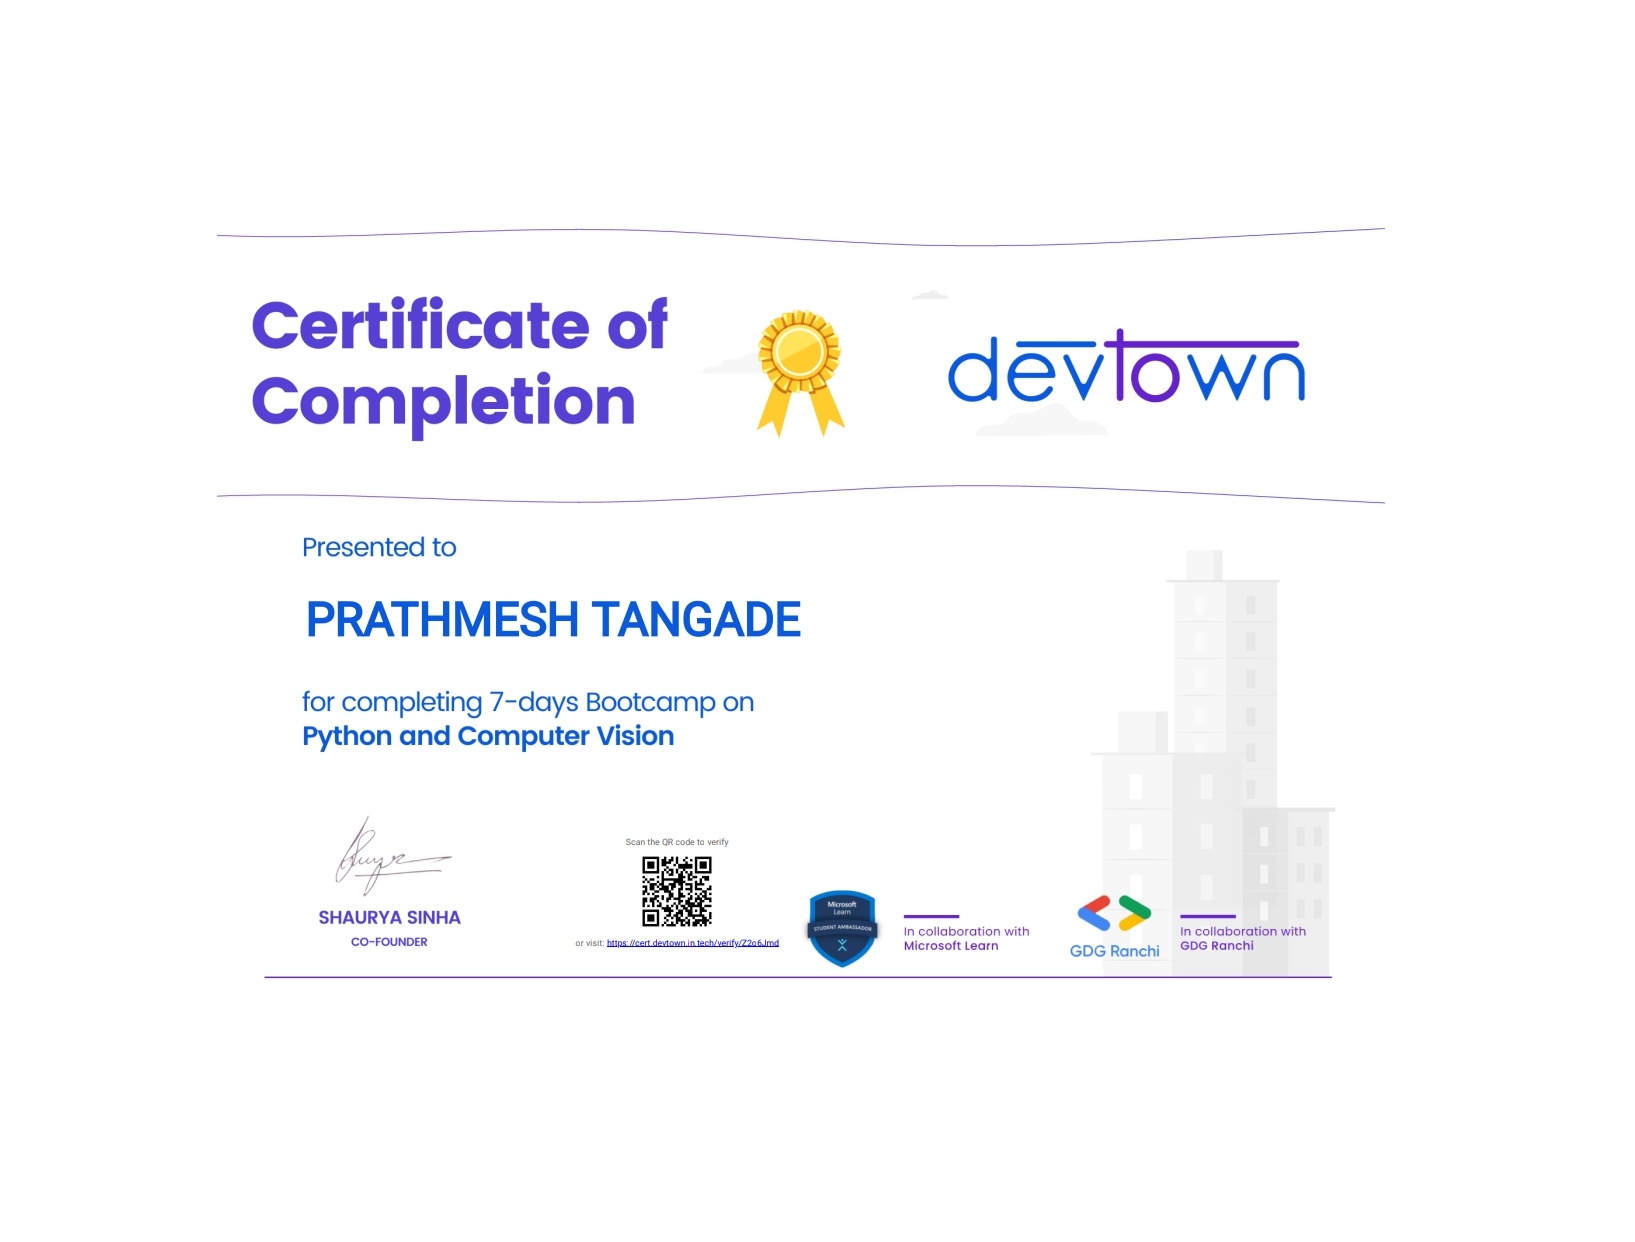 Certificate of
Completion
devtown
Presented to
PRATHMESH TANGADE
for completing 7-days Bootcamp on
Python and Computer Vision
SHAURYA SINHA
CO-FOUNDER
Scan the QR code to verify
or visit: https://cert.devtown.in.tech/verify/Z2o6Jmd
Microsoft
Learn
STUDENT AMBASSADOR
In collaboration with
Microsoft Learn
GDG Ranchi
In collaboration with
GDG Ranchi